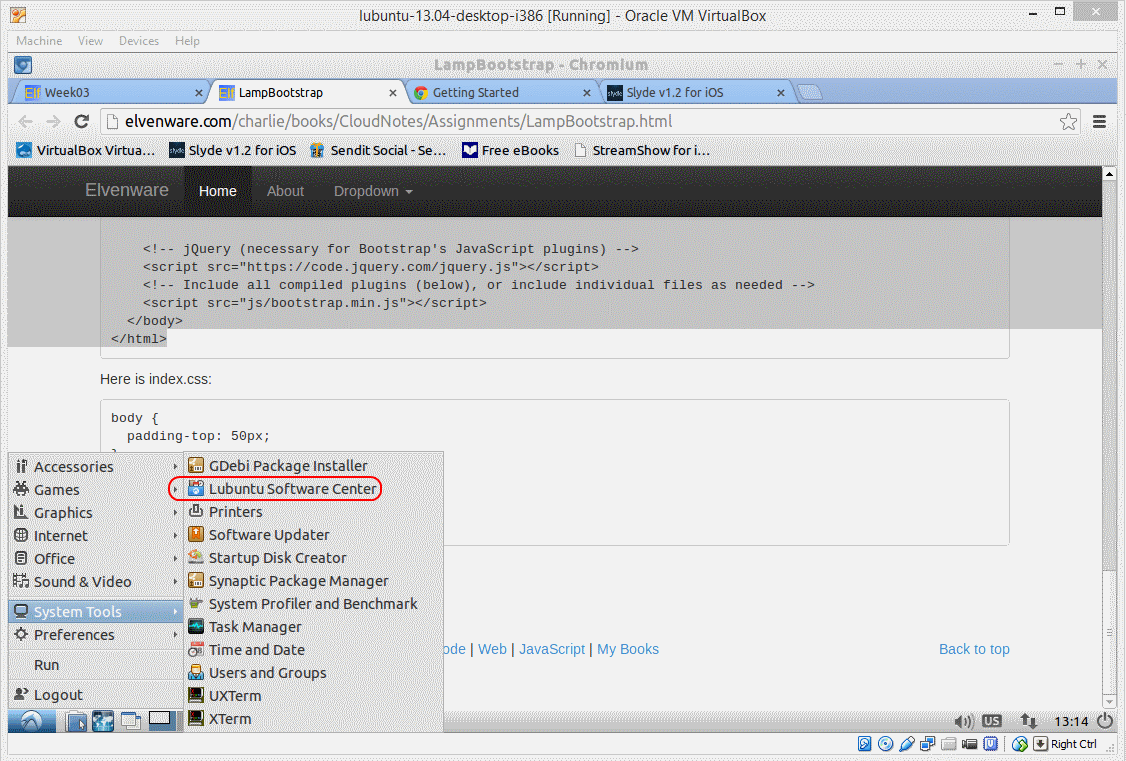 lubuntu-13.04-desktop-i386 [Running] - Oracle VM VirtualBox
Machine View Devices Help
LampBootstrap - Chromium
Elf Week03 Elf LampBootstrap Getting Started slyde Slyde v1.2 for iOS
elvenware.com/charlie/books/CloudNotes/Assignments/LampBootstrap.html
VirtualBox Virtua... slyde Slyde v1.2 for iOS Sendit Social - Se... Free eBooks StreamShow for i...
Elvenware Home About Dropdown
<!-- jQuery (necessary for Bootstrap's JavaScript plugins) -->
<script src="https://code.jquery.com/jquery.js"></script>
<!-- Include all compiled plugins (below), or include individual files as needed -->
<script src="js/bootstrap.min.js"></script>
</body>
</html>
Here is index.css:
body {
padding-top: 50px;
Accessories
Games
Graphics
Internet
Office
Sound & Video
System Tools
Preferences
Run
Logout
GDebi Package Installer
Lubuntu Software Center
Printers
Software Updater
Startup Disk Creator
Synaptic Package Manager
System Profiler and Benchmark
Task Manager
Time and Date
Users and Groups
UXTerm
XTerm
ode | Web | JavaScript | My Books Back to top
US 13:14
Right Ctrl